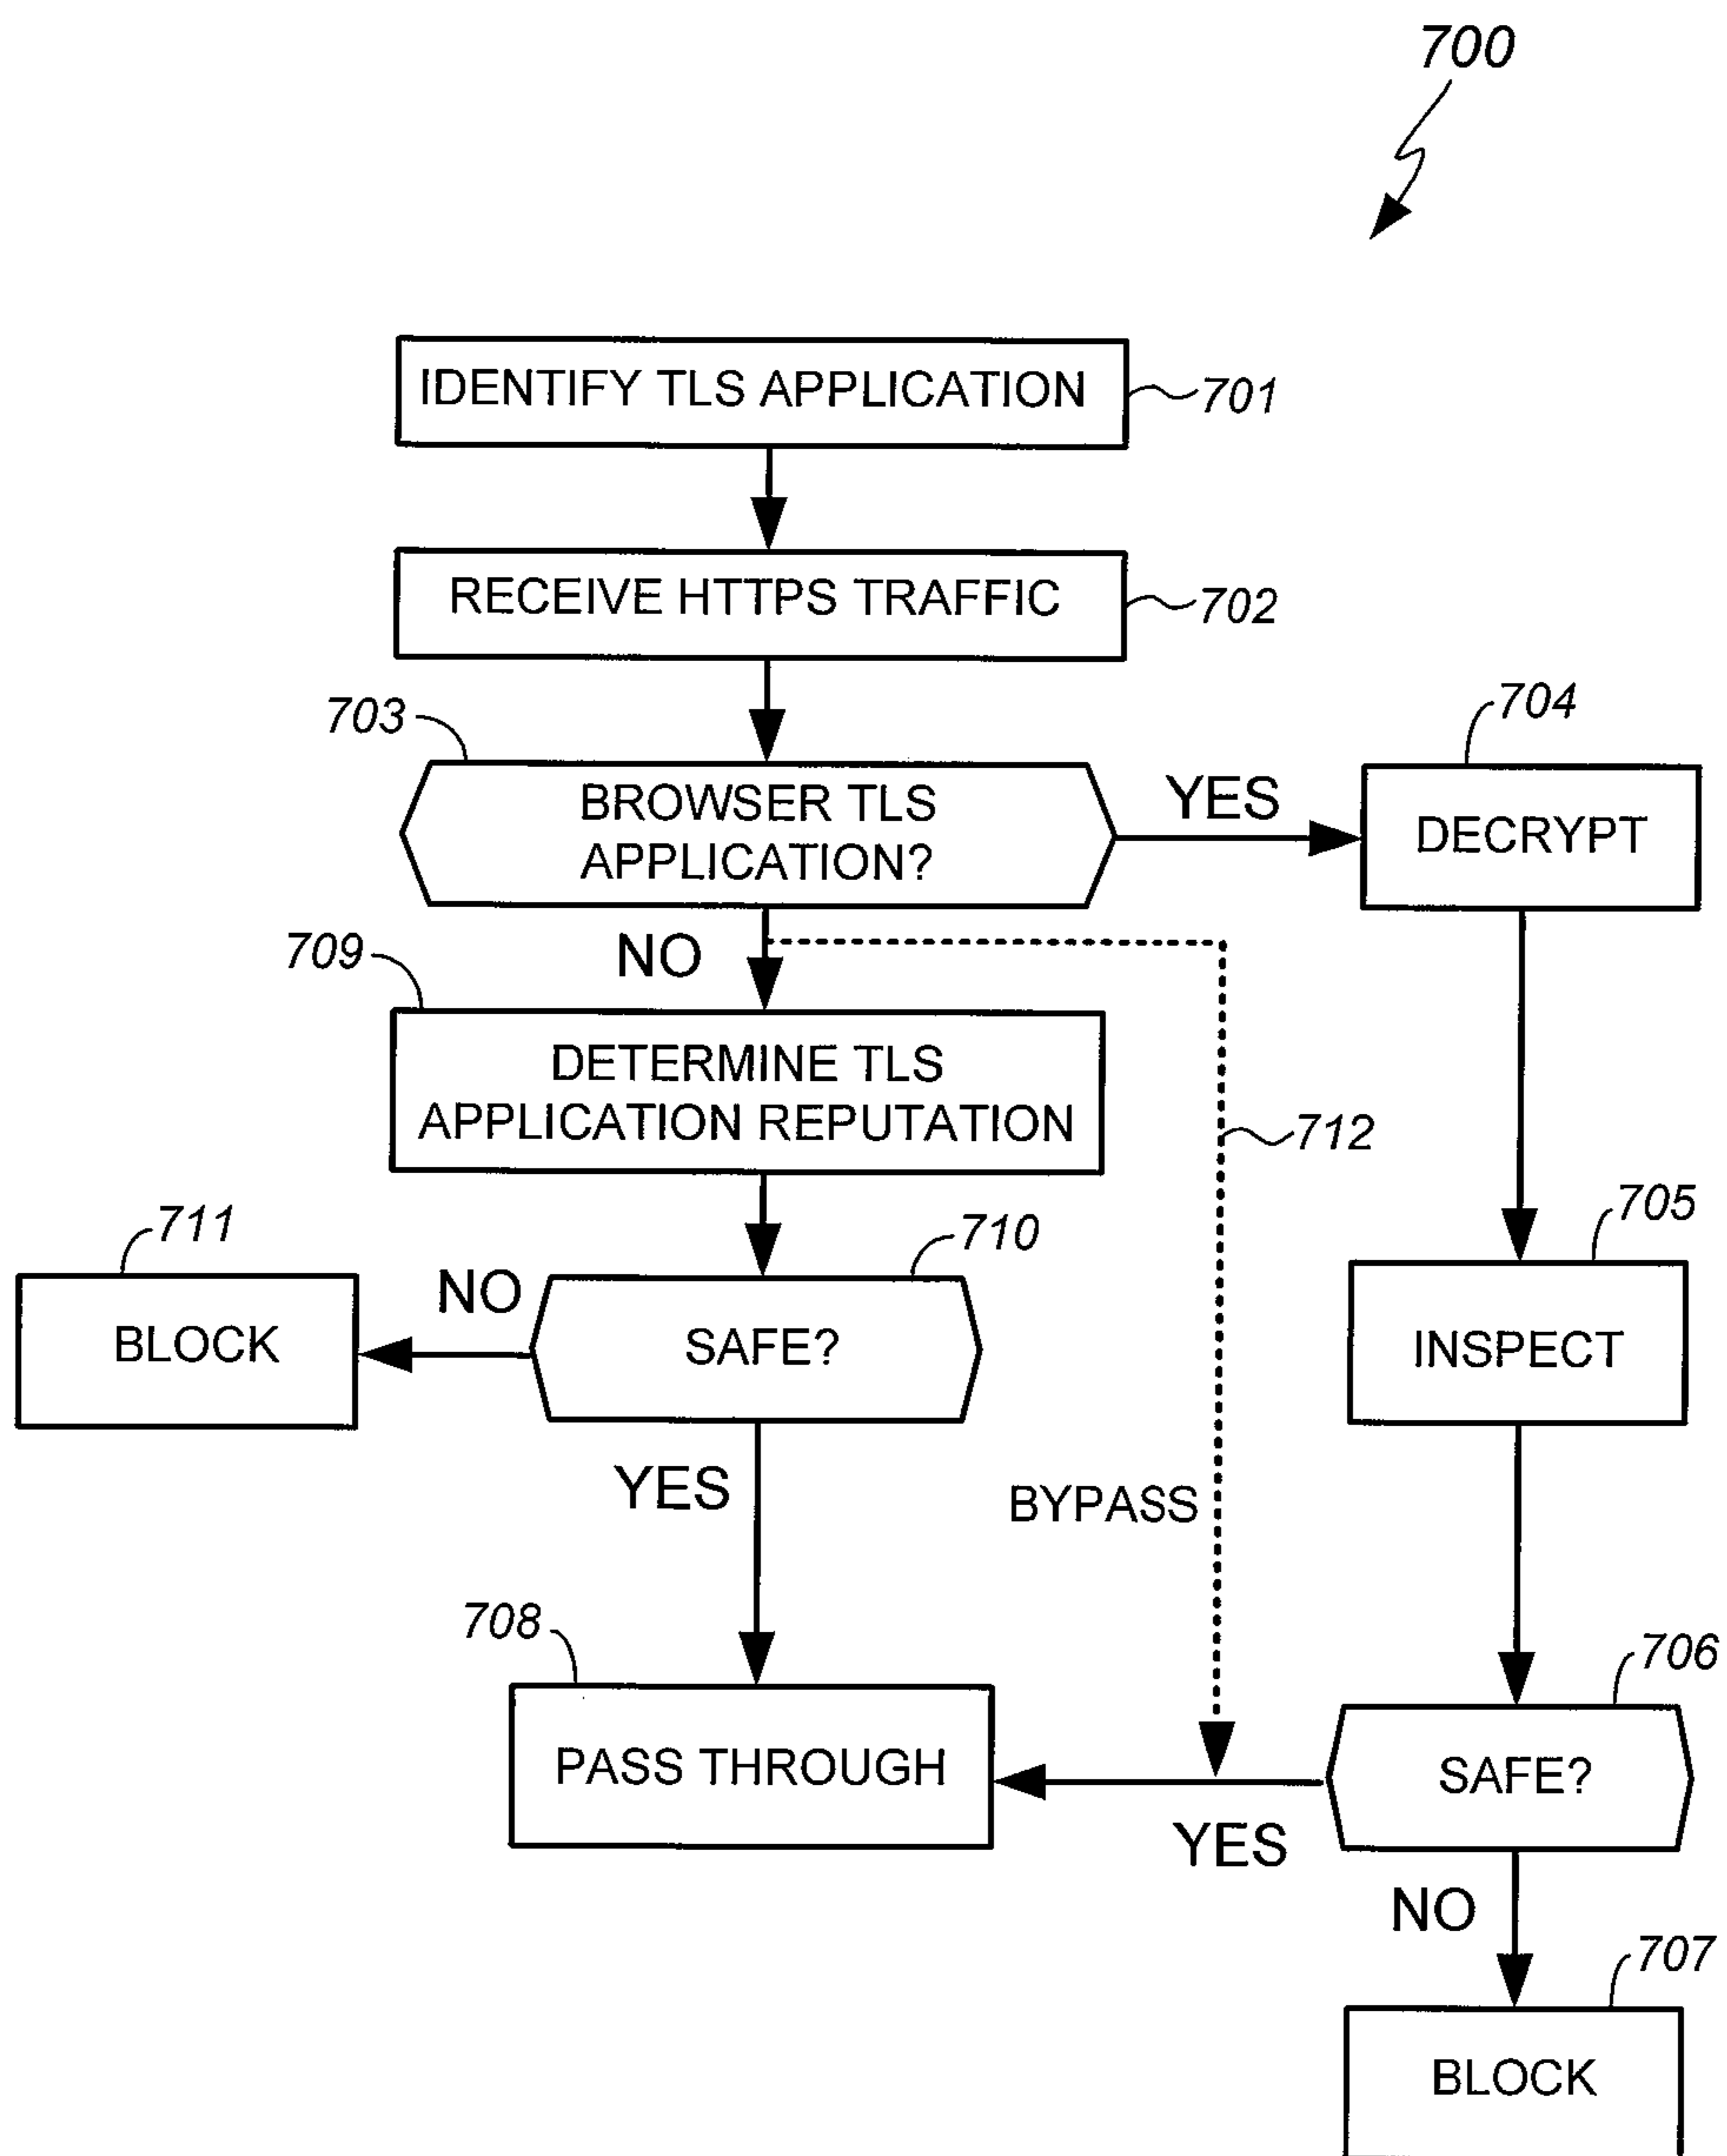 700
IDENTIFY TLS APPLICATION
701
RECEIVE HTTPS TRAFFIC
702
703
BROWSER TLS
APPLICATION?
YES
704
DECRYPT
NO
709
DETERMINE TLS
APPLICATION REPUTATION
712
711
BLOCK
NO
710
SAFE?
705
INSPECT
YES
BYPASS
708
PASS THROUGH
YES
706
SAFE?
NO
707
BLOCK